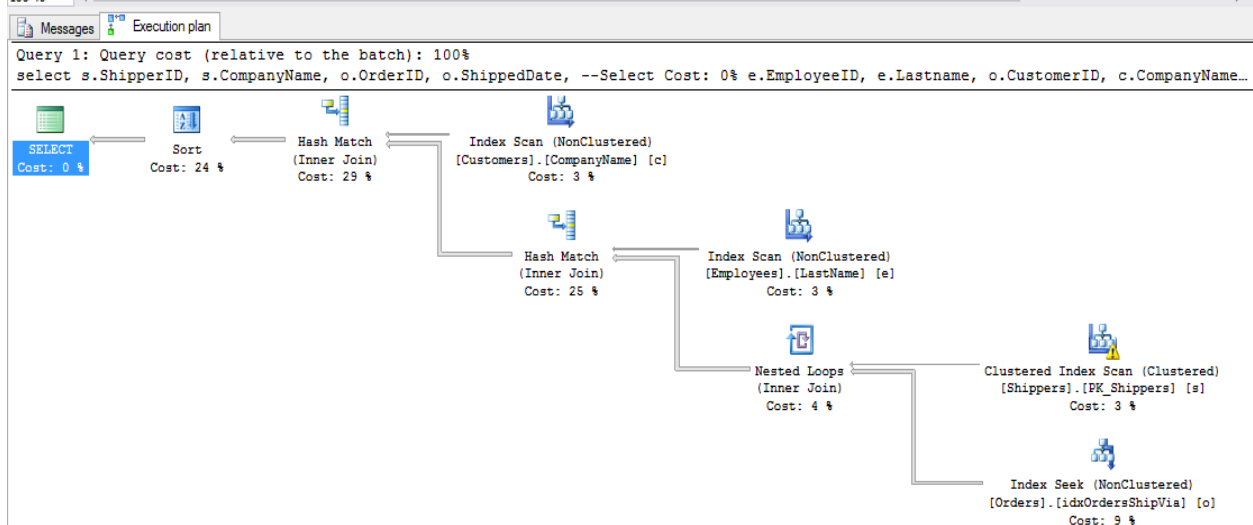 Messages
Execution plan
Query 1: Query cost (relative to the batch): 100%
select s.ShipperID, s.CompanyName, o.OrderID, o.ShippedDate, --Select Cost: 0% e.EmployeeID, e.Lastname, o.CustomerID, c.CompanyName…
SELECT
Cost: 0 %
Sort
Cost: 24 %
Hash Match
(Inner Join)
Cost: 29 %
Index Scan (NonClustered)
[Customers].[CompanyName] [c]
Cost: 3 %
Hash Match
(Inner Join)
Cost: 25 %
Index Scan (NonClustered)
[Employees].[LastName] [e]
Cost: 3 %
Nested Loops
(Inner Join)
Cost: 4 %
Clustered Index Scan (Clustered)
[Shippers].[PK_Shippers] [s]
Cost: 3 %
Index Seek (NonClustered)
[Orders].[idxOrdersShipVia] [o]
Cost: 9 %